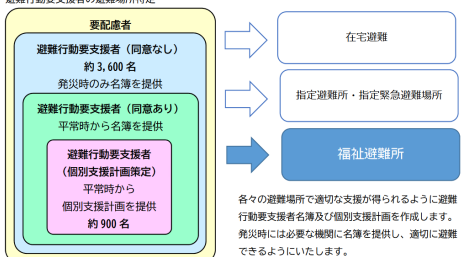 避難行動要支援者の避難場所特定
要配慮者
避難行動要支援者（同意なし）
約 3,600 名
発災時のみ名簿を提供
避難行動要支援者（同意あり）
平常時から名簿を提供
避難行動要支援者
（個別支援計画策定）
平常時から
個別支援計画を提供
約 900 名
在宅避難
指定避難所・指定緊急避難場所
福祉避難所
各々の避難場所で適切な支援が得られるように避難
行動要支援者名簿及び個別支援計画を作成します。
発災時には必要な機関に名簿を提供し、適切に避難
できるようにいたします。